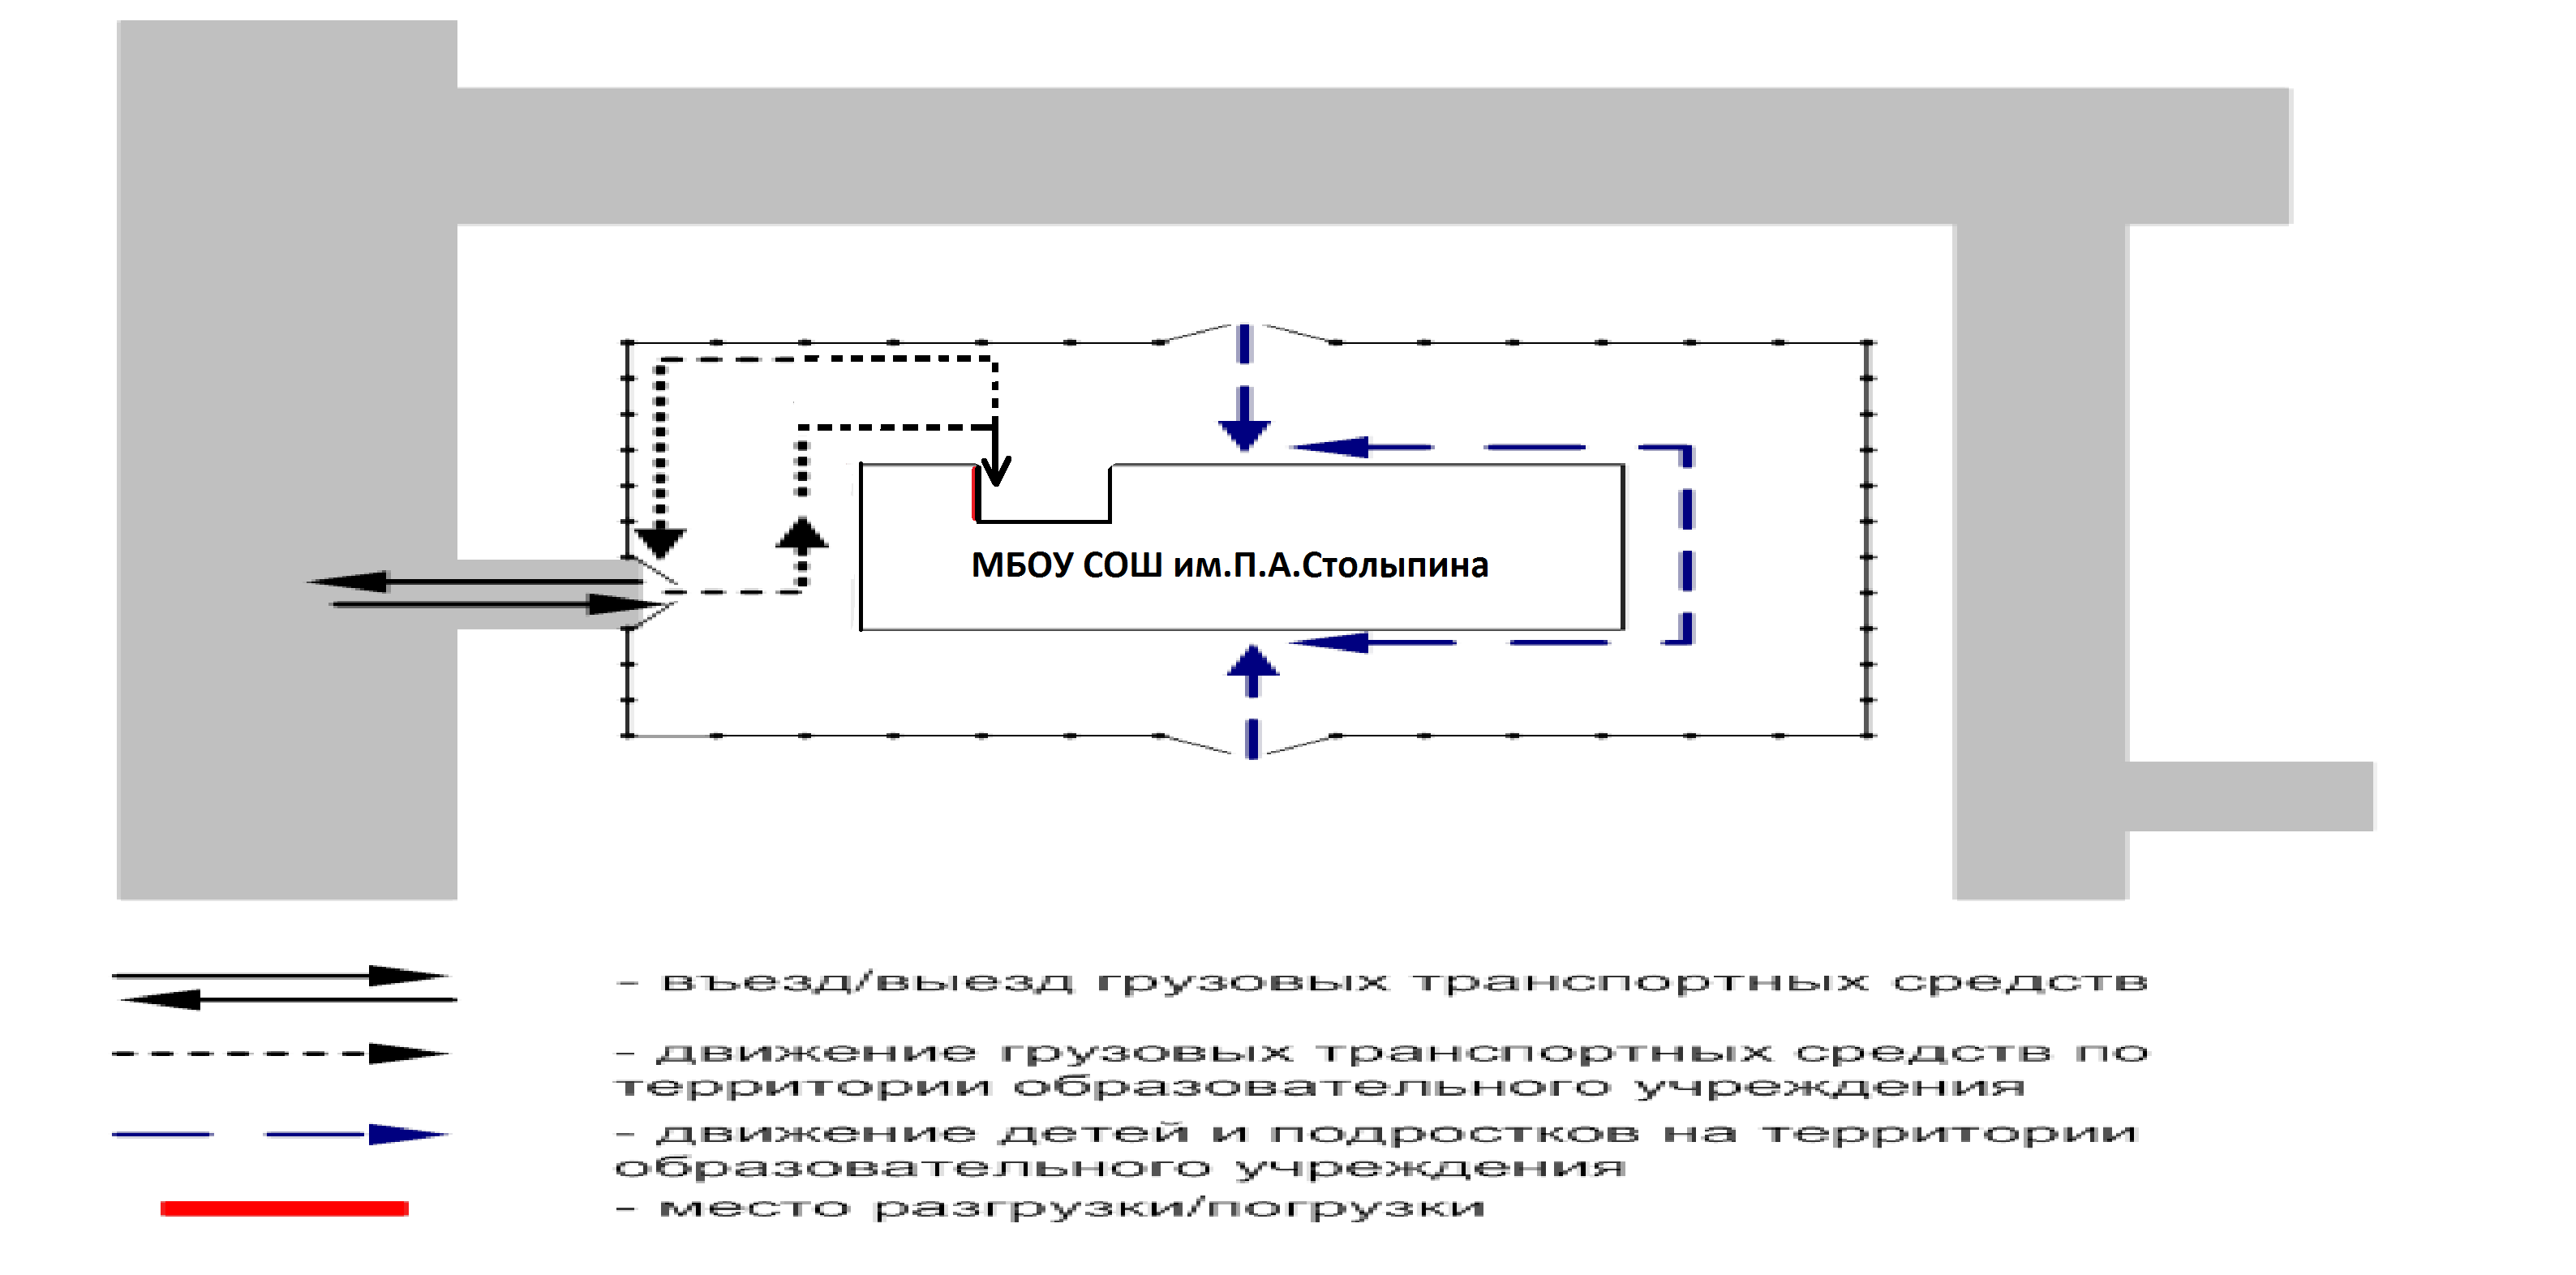 МБОУ СОШ им.П.А.Столыпина
- въезд/выезд грузовых транспортных средств
- движение грузовых транспортных средств по
территории образовательного учреждения
- движение детей и подростков на территории
образовательного учреждения
- место разгрузки/погрузки